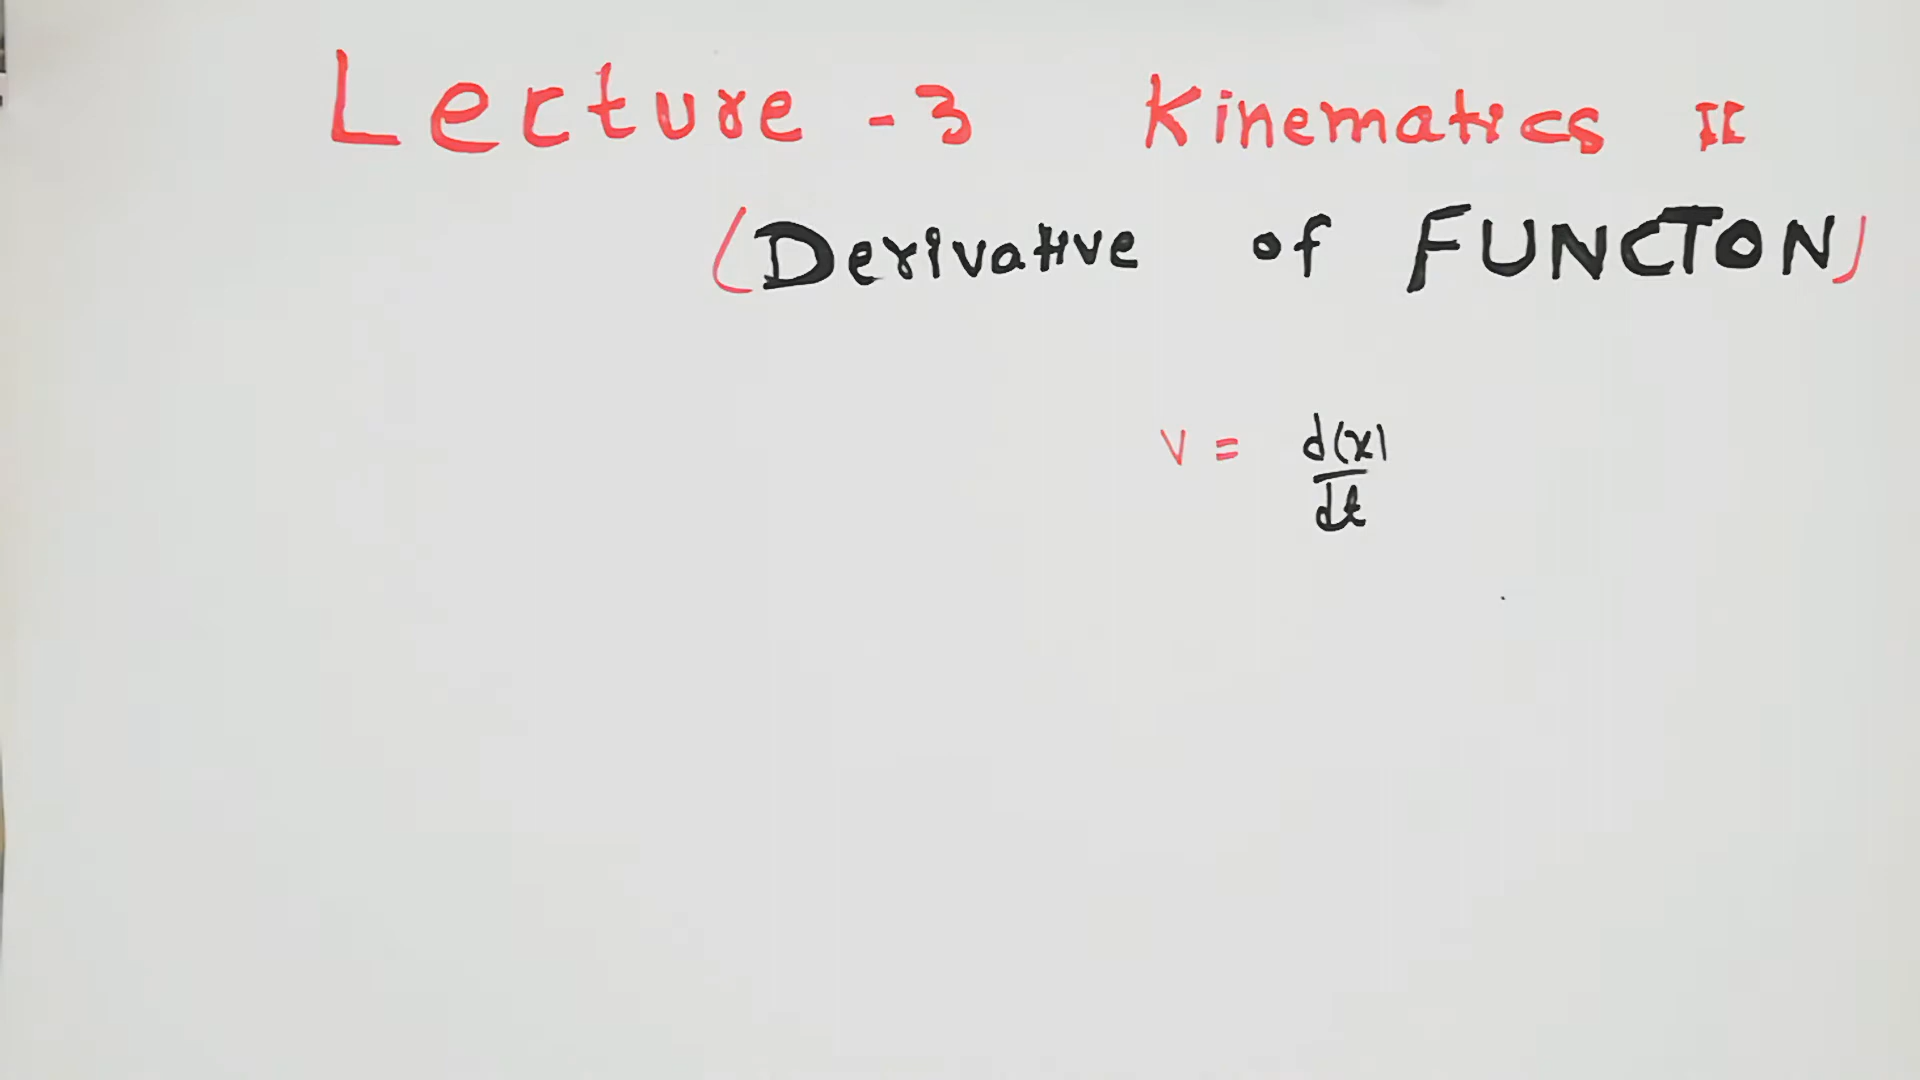 Lecture - 3 Kinematics II
(Derivative of FUNCTON)
v = d(x)
dt